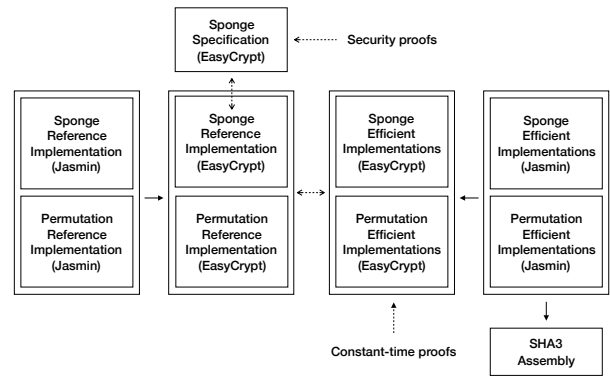 Sponge
Specification
(EasyCrypt)
Security proofs
Sponge
Reference
Implementation
(Jasmin)
Permutation
Reference
Implementation
(Jasmin)
Sponge
Reference
Implementation
(EasyCrypt)
Permutation
Reference
Implementation
(EasyCrypt)
Sponge
Efficient
Implementations
(EasyCrypt)
Permutation
Efficient
Implementations
(EasyCrypt)
Sponge
Efficient
Implementations
(Jasmin)
Permutation
Efficient
Implementations
(Jasmin)
Constant-time proofs
SHA3
Assembly